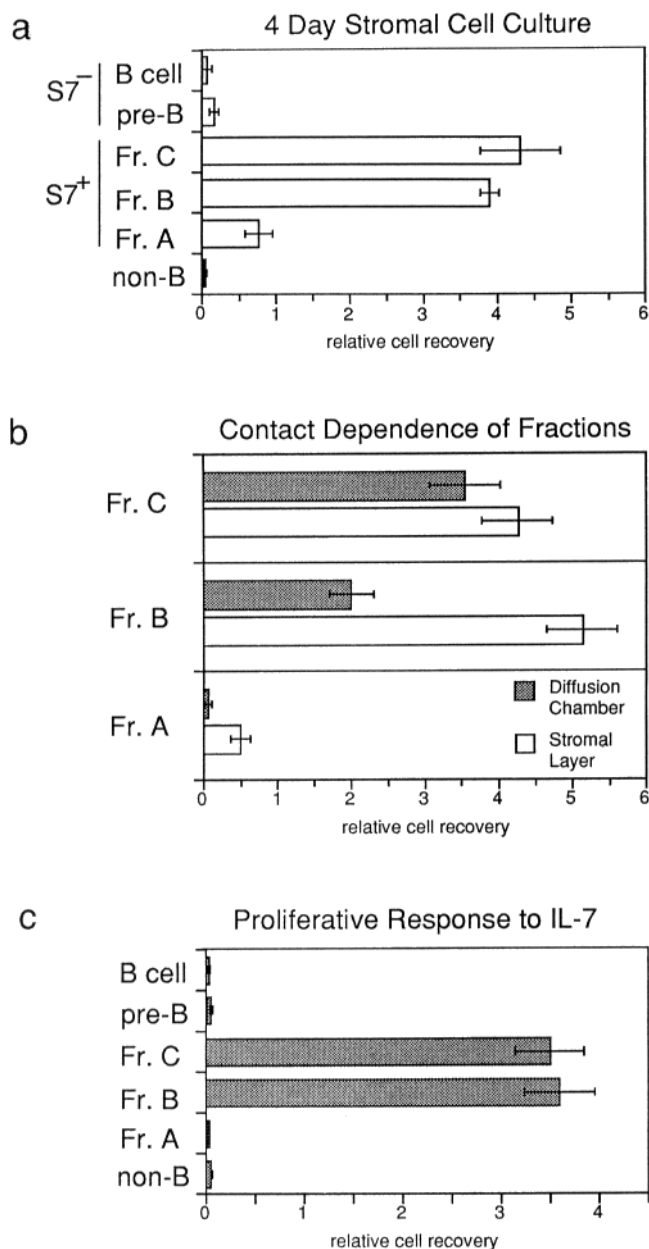 a
4 Day Stromal Cell Culture
S7⁻
B cell
pre-B
S7⁺
Fr. C
Fr. B
Fr. A
non-B
0 1 2 3 4 5 6
relative cell recovery
b
Contact Dependence of Fractions
Fr. C
Fr. B
Fr. A
Diffusion
Chamber
Stromal
Layer
0 1 2 3 4 5 6
relative cell recovery
c
Proliferative Response to IL-7
B cell
pre-B
Fr. C
Fr. B
Fr. A
non-B
0 1 2 3 4
relative cell recovery